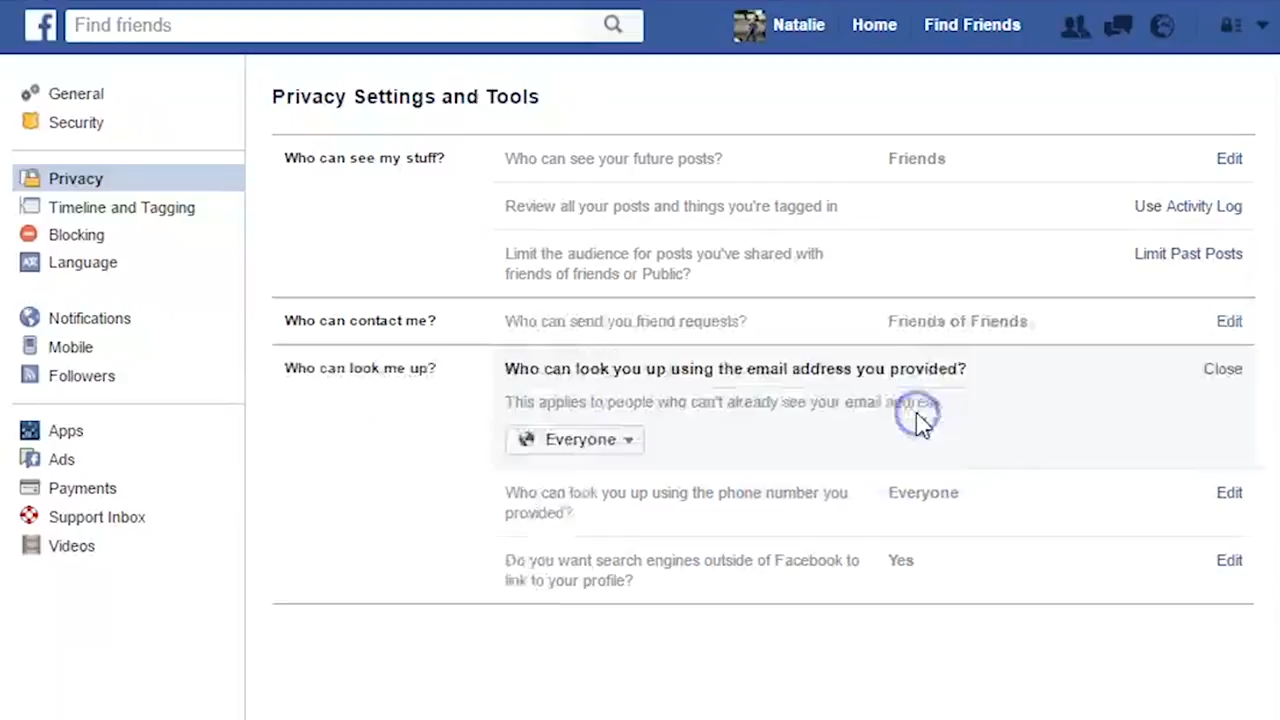 Find friends
Natalie Home Find Friends
General
Security
Privacy
Timeline and Tagging
Blocking
Language
Notifications
Mobile
Followers
Apps
Ads
Payments
Support Inbox
Videos
Privacy Settings and Tools
Who can see my stuff?
Who can see your future posts? Friends Edit
Review all your posts and things you're tagged in Use Activity Log
Limit the audience for posts you've shared with
friends of friends or Public? Limit Past Posts
Who can contact me?
Who can send you friend requests? Friends of Friends Edit
Who can look me up?
Who can look you up using the email address you provided? Close
This applies to people who can't already see your email address.
Everyone
Who can look you up using the phone number you
provided? Everyone Edit
Do you want search engines outside of Facebook to
link to your profile? Yes Edit